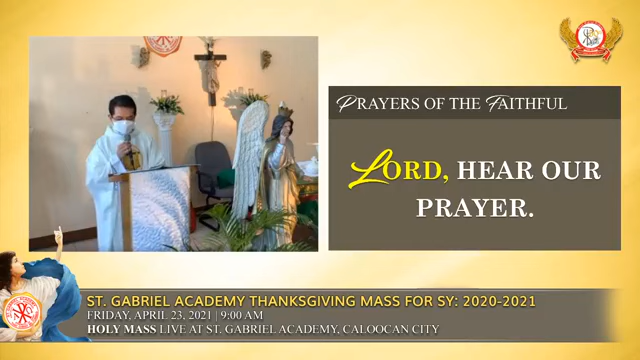 PRAYERS OF THE FAITHFUL
LORD, HEAR OUR
PRAYER.
ST. GABRIEL ACADEMY THANKSGIVING MASS FOR SY: 2020-2021
FRIDAY, APRIL 23, 2021 | 9:00 AM
HOLY MASS LIVE AT ST. GABRIEL ACADEMY, CALOOCAN CITY